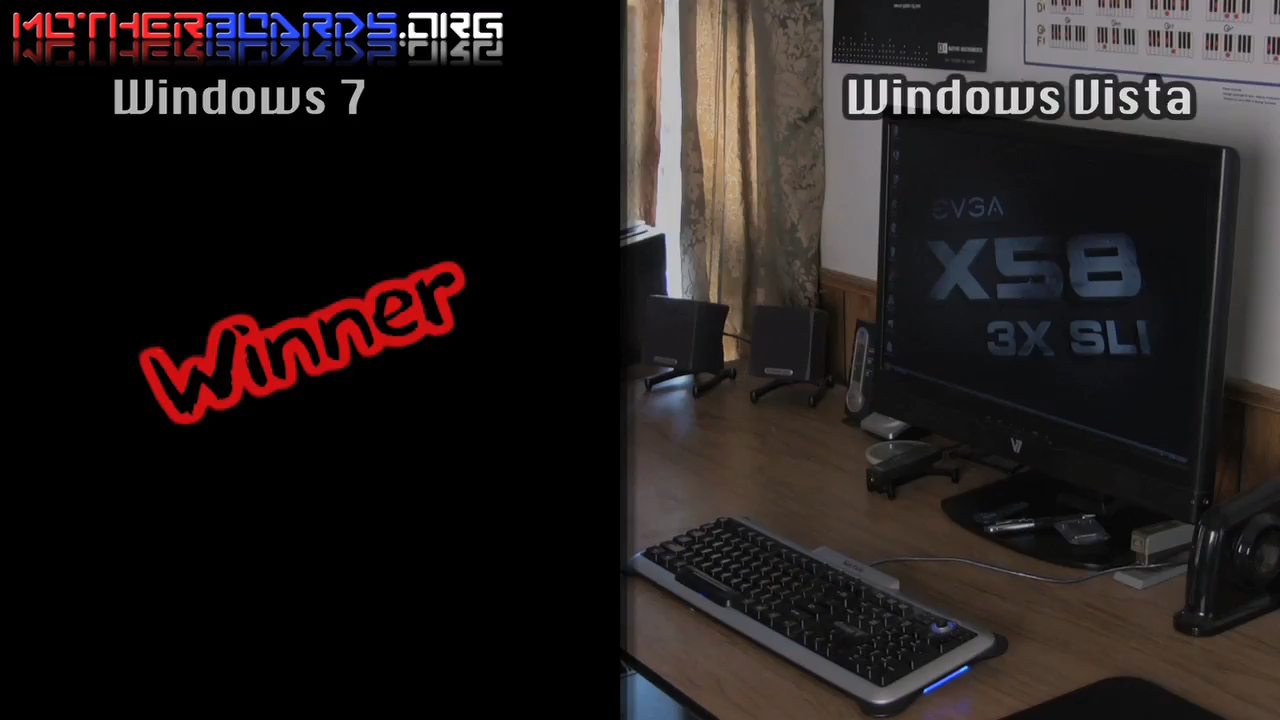 MOTHERBOARDS.ORG
Windows 7
Windows Vista
Winner
EVGA
X58
3X SLI